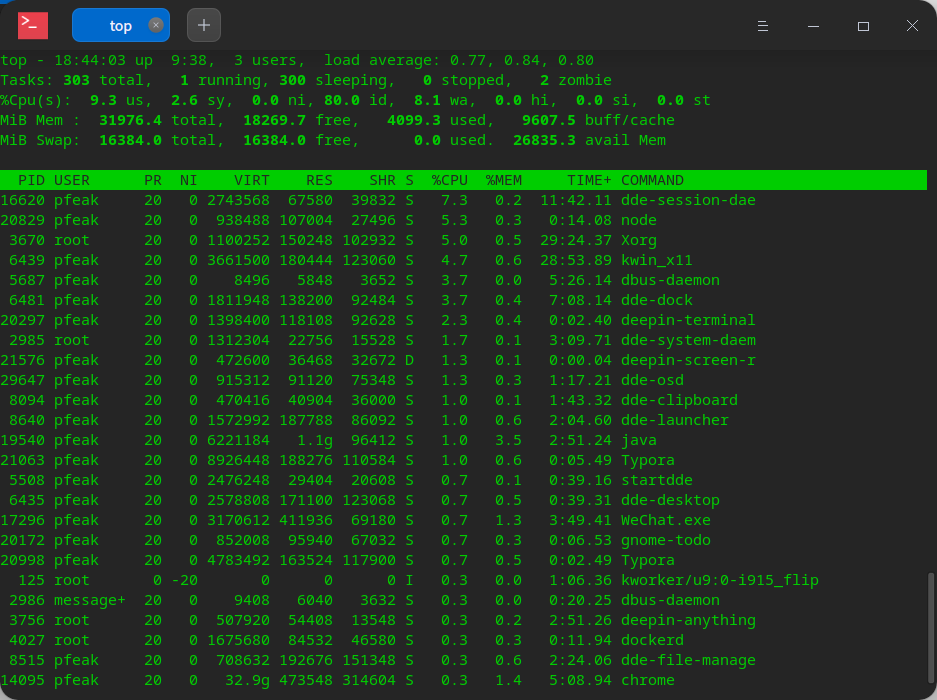 top
top - 18:44:03 up  9:38,  3 users,  load average: 0.77, 0.84, 0.80
Tasks: 303 total,   1 running, 300 sleeping,   0 stopped,   2 zombie
%Cpu(s):  9.3 us,  2.6 sy,  0.0 ni, 80.0 id,  8.1 wa,  0.0 hi,  0.0 si,  0.0 st
MiB Mem :  31976.4 total,  18269.7 free,   4099.3 used,   9607.5 buff/cache
MiB Swap:  16384.0 total,  16384.0 free,      0.0 used.  26835.3 avail Mem
  PID USER      PR  NI    VIRT    RES    SHR S  %CPU  %MEM     TIME+ COMMAND
16620 pfeak     20   0 2743568  67580  39832 S   7.3   0.2  11:42.11 dde-session-dae
20829 pfeak     20   0  938488 107004  27496 S   5.3   0.3   0:14.08 node
 3670 root      20   0 1100252 150248 102932 S   5.0   0.5  29:24.37 Xorg
 6439 pfeak     20   0 3661500 180444 123060 S   4.7   0.6  28:53.89 kwin_x11
 5687 pfeak     20   0    8496   5848   3652 S   3.7   0.0   5:26.14 dbus-daemon
 6481 pfeak     20   0 1811948 138200  92484 S   3.7   0.4   7:08.14 dde-dock
20297 pfeak     20   0 1398400 118108  92628 S   2.3   0.4   0:02.40 deepin-terminal
 2985 root      20   0 1312304  22756  15528 S   1.7   0.1   3:09.71 dde-system-daem
21576 pfeak     20   0  472600  36468  32672 D   1.3   0.1   0:00.04 deepin-screen-r
29647 pfeak     20   0  915312  91120  75348 S   1.3   0.3   1:17.21 dde-osd
 8094 pfeak     20   0  470416  40904  36000 S   1.0   0.1   1:43.32 dde-clipboard
 8640 pfeak     20   0 1572992 187788  86092 S   1.0   0.6   2:04.60 dde-launcher
19540 pfeak     20   0 6221184   1.1g  96412 S   1.0   3.5   2:51.24 java
21063 pfeak     20   0 8926448 188276 110584 S   1.0   0.6   0:05.49 Typora
 5508 pfeak     20   0 2476248  29404  20608 S   0.7   0.1   0:39.16 startdde
 6435 pfeak     20   0 2578808 171100 123068 S   0.7   0.5   0:39.31 dde-desktop
17296 pfeak     20   0 3170612 411936  69180 S   0.7   1.3   3:49.41 WeChat.exe
20172 pfeak     20   0  852008  95940  67032 S   0.7   0.3   0:06.53 gnome-todo
20998 pfeak     20   0 4783492 163524 117900 S   0.7   0.5   0:02.49 Typora
  125 root       0 -20       0      0      0 I   0.3   0.0   1:06.36 kworker/u9:0-i915_flip
 2986 message+  20   0    9408   6040   3632 S   0.3   0.0   0:20.25 dbus-daemon
 3756 root      20   0  507920  54408  13548 S   0.3   0.2   2:51.26 deepin-anything
 4027 root      20   0 1675680  84532  46580 S   0.3   0.3   0:11.94 dockerd
 8515 pfeak     20   0  708632 192676 151348 S   0.3   0.6   2:24.06 dde-file-manage
14095 pfeak     20   0   32.9g 473548 314604 S   0.3   1.4   5:08.94 chrome